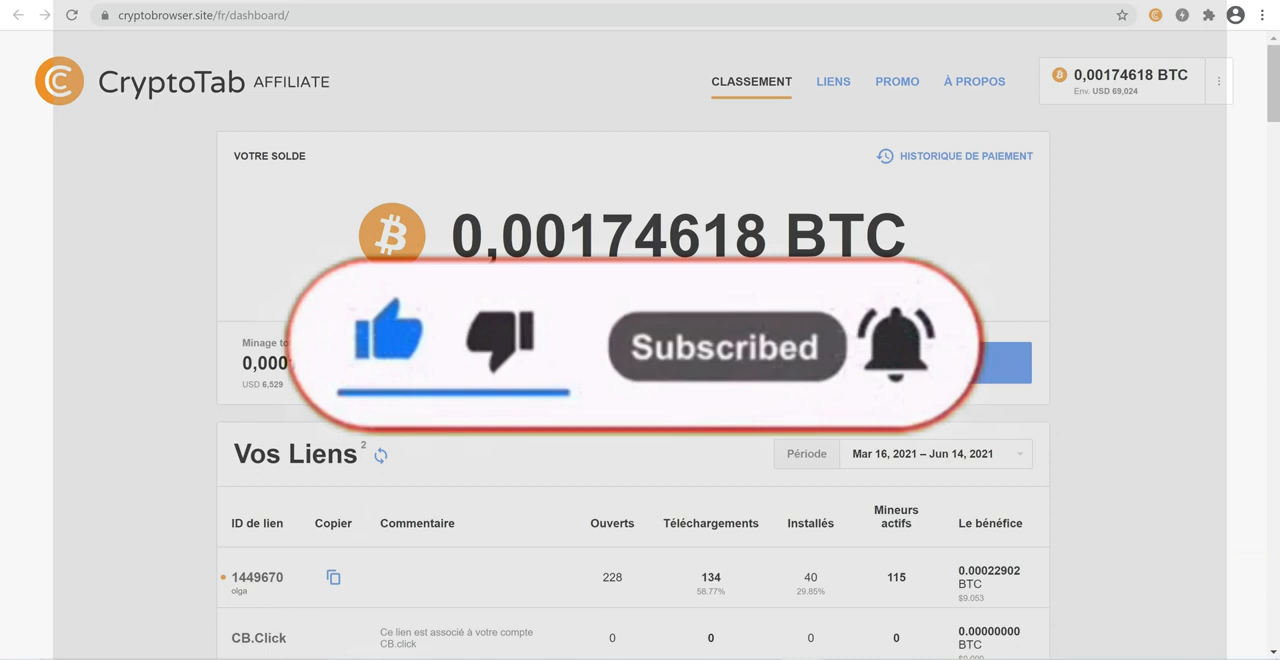 cryptobrowser.site/fr/dashboard/
CryptoTab AFFILIATE
CLASSEMENT LIENS PROMO À PROPOS
0,00174618 BTC
Env. USD 69,024
VOTRE SOLDE
HISTORIQUE DE PAIEMENT
0,00174618 BTC
Subscribed
Minage
0,000
USD 6,529
Vos Liens 2
Période Mar 16, 2021 – Jun 14, 2021
ID de lien Copier Commentaire Ouverts Téléchargements Installés Mineurs actifs Le bénéfice
1449670 228 134 40 115 0.00022902 BTC
olga 58.77% 29.85% $9.053
CB.Click Ce lien est associé à votre compte CB.click 0 0 0 0 0.00000000 BTC